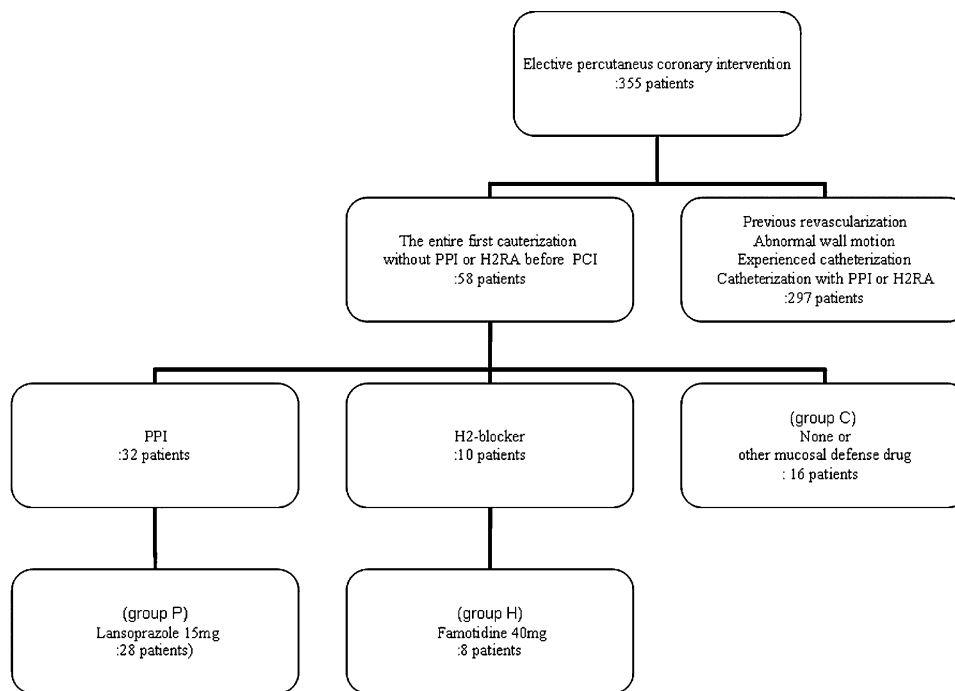 Elective percutaneus coronary intervention
:355 patients
The entire first cauterization
without PPI or H2RA before PCI
:58 patients
Previous revascularization
Abnormal wall motion
Experienced catheterization
Catheterization with PPI or H2RA
:297 patients
PPI
:32 patients
H2-blocker
:10 patients
(group C)
None or
other mucosal defense drug
: 16 patients
(group P)
Lansoprazole 15mg
:28 patients)
(group H)
Famotidine 40mg
:8 patients